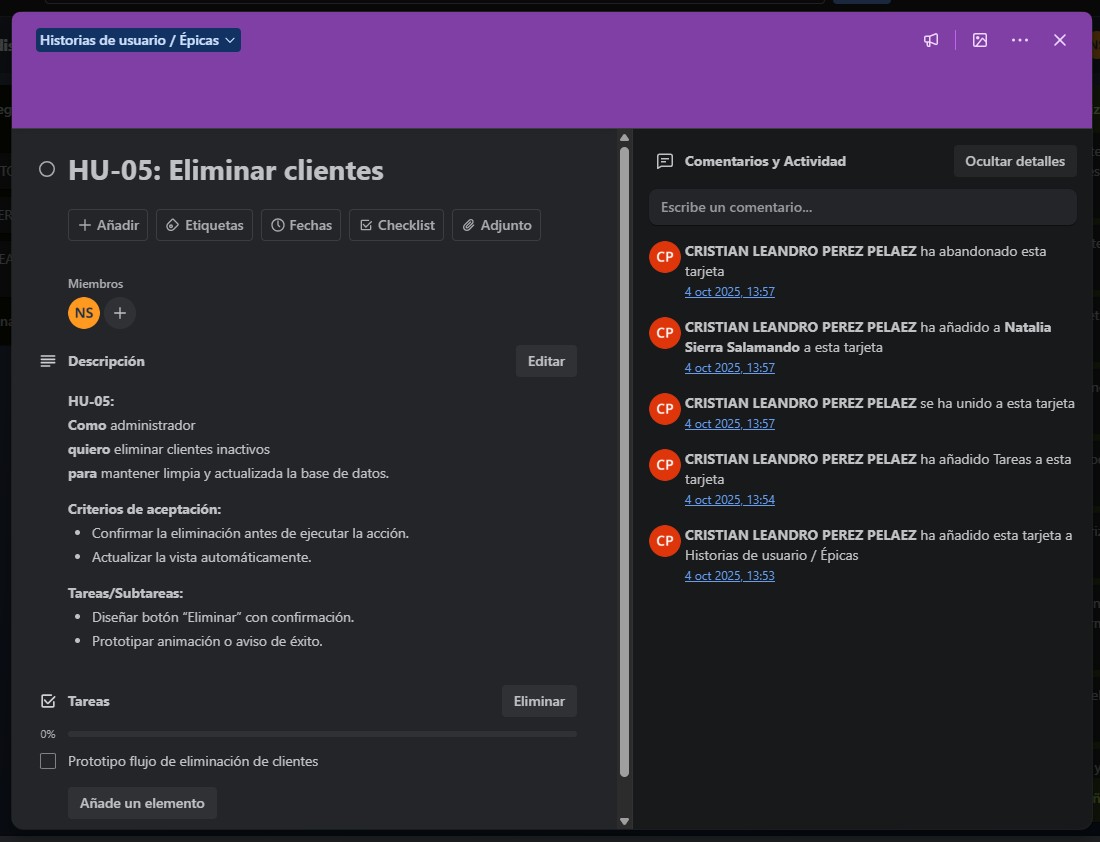 Historias de usuario / Épicas
HU-05: Eliminar clientes
Añadir
Etiquetas
Fechas
Checklist
Adjunto
Miembros
NS
Descripción
Editar
HU-05:
Como administrador
quiero eliminar clientes inactivos
para mantener limpia y actualizada la base de datos.
Criterios de aceptación:
• Confirmar la eliminación antes de ejecutar la acción.
• Actualizar la vista automáticamente.
Tareas/Subtareas:
• Diseñar botón “Eliminar” con confirmación.
• Prototipar animación o aviso de éxito.
Tareas
Eliminar
0%
Prototipo flujo de eliminación de clientes
Añade un elemento
Comentarios y Actividad
Ocultar detalles
Escribe un comentario...
CP
CRISTIAN LEANDRO PEREZ PELAEZ ha abandonado esta
tarjeta
4 oct 2025, 13:57
CP
CRISTIAN LEANDRO PEREZ PELAEZ ha añadido a Natalia
Sierra Salamando a esta tarjeta
4 oct 2025, 13:57
CP
CRISTIAN LEANDRO PEREZ PELAEZ se ha unido a esta tarjeta
4 oct 2025, 13:57
CP
CRISTIAN LEANDRO PEREZ PELAEZ ha añadido Tareas a esta
tarjeta
4 oct 2025, 13:54
CP
CRISTIAN LEANDRO PEREZ PELAEZ ha añadido esta tarjeta a
Historias de usuario / Épicas
4 oct 2025, 13:53